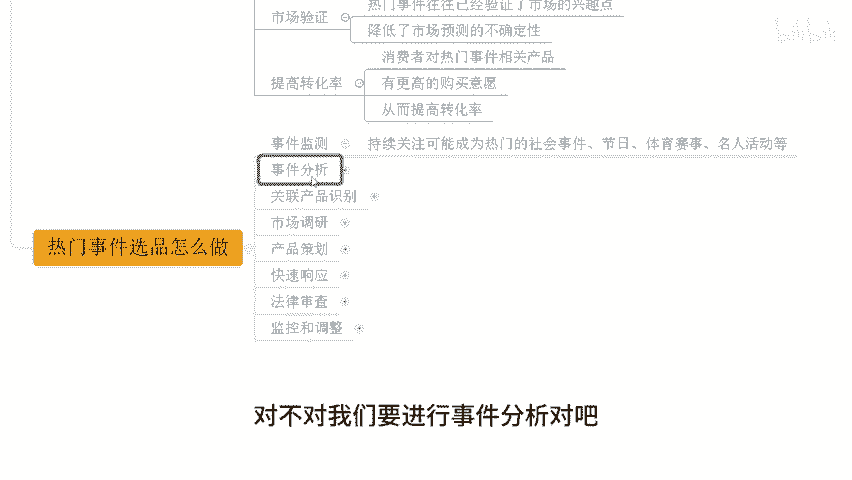 热门事件往往已经验证了市场的兴趣点
市场验证
降低了市场预测的不确定性
消费者对热门事件相关产品
提高转化率
有更高的购买意愿
从而提高转化率
事件监测
持续关注可能成为热门的社会事件、节日、体育赛事、名人活动等
事件分析
关联产品识别
市场调研
热门事件选品怎么做
产品策划
快速响应
法律审查
监控和调整
对不对我们要进行事件分析对吧